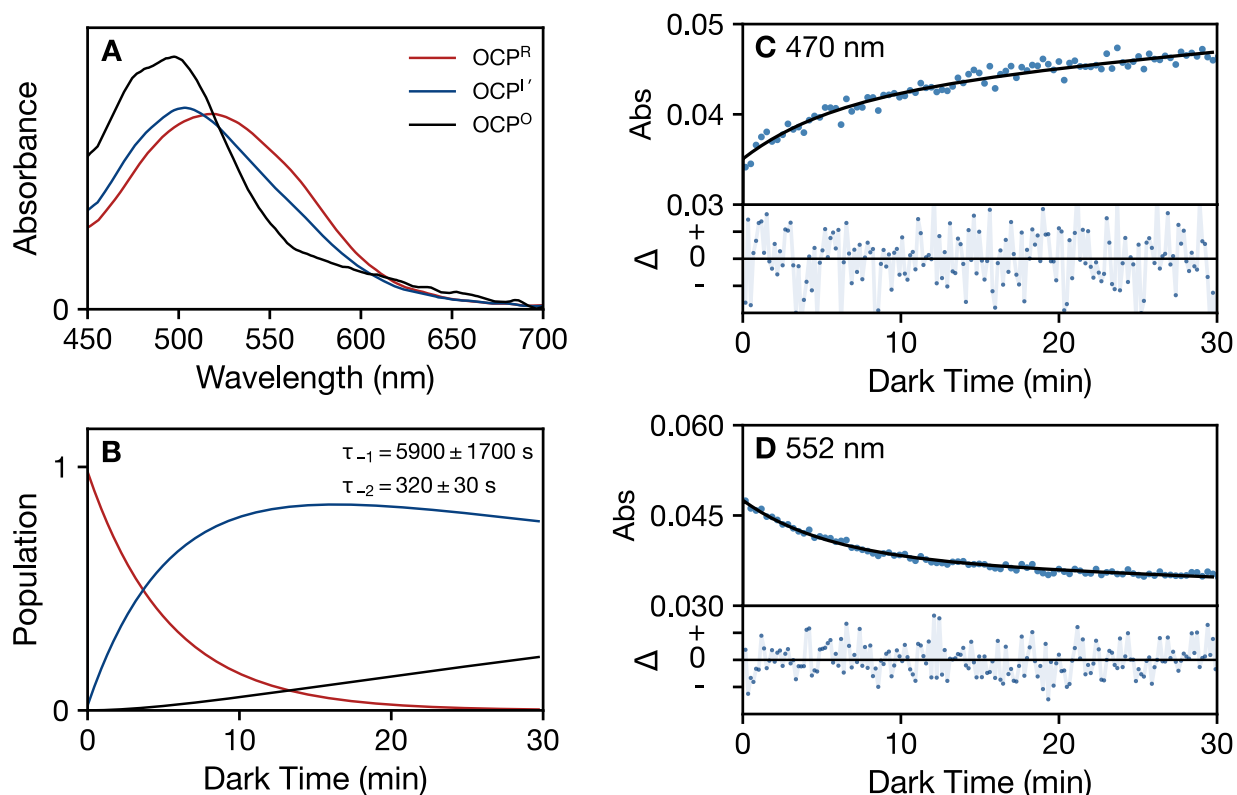 A
OCPᴿ
OCPᴵ′
OCPᴼ
Absorbance
0
450 500 550 600 650 700
Wavelength (nm)
B
τ₋₁ = 5900 ± 1700 s
τ₋₂ = 320 ± 30 s
Population
1
0
0 10 20 30
Dark Time (min)
C 470 nm
Abs
0.05
0.04
0.03
Δ
+
0
-
0 10 20 30
Dark Time (min)
D 552 nm
Abs
0.060
0.045
0.030
Δ
+
0
-
0 10 20 30
Dark Time (min)